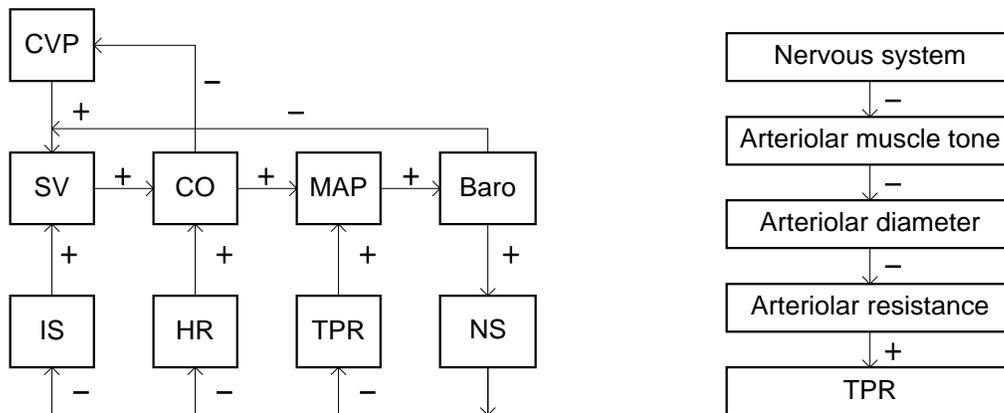 CVP
−
+
−
SV
+
CO
+
MAP
+
Baro
+
+
+
+
IS
HR
TPR
NS
−
−
−
Nervous system
−
Arteriolar muscle tone
−
Arteriolar diameter
−
Arteriolar resistance
+
TPR